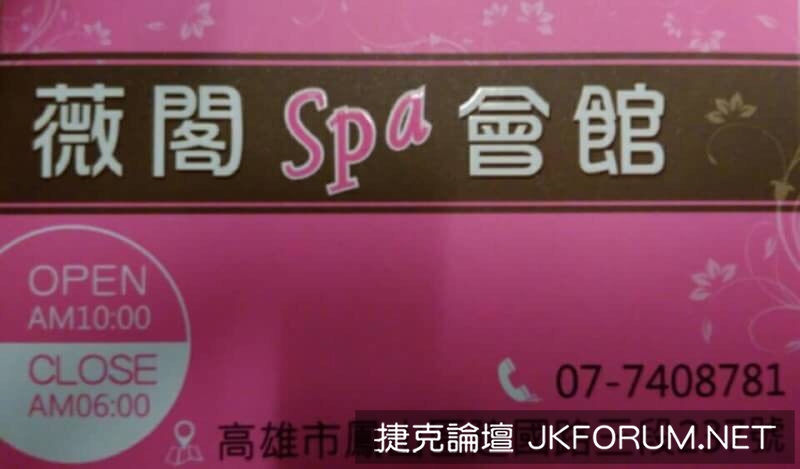 薇閣 Spa 會館
OPEN
AM10:00
CLOSE
AM06:00
07-7408781
高雄市鳳
捷克論壇 JKFORUM.NET